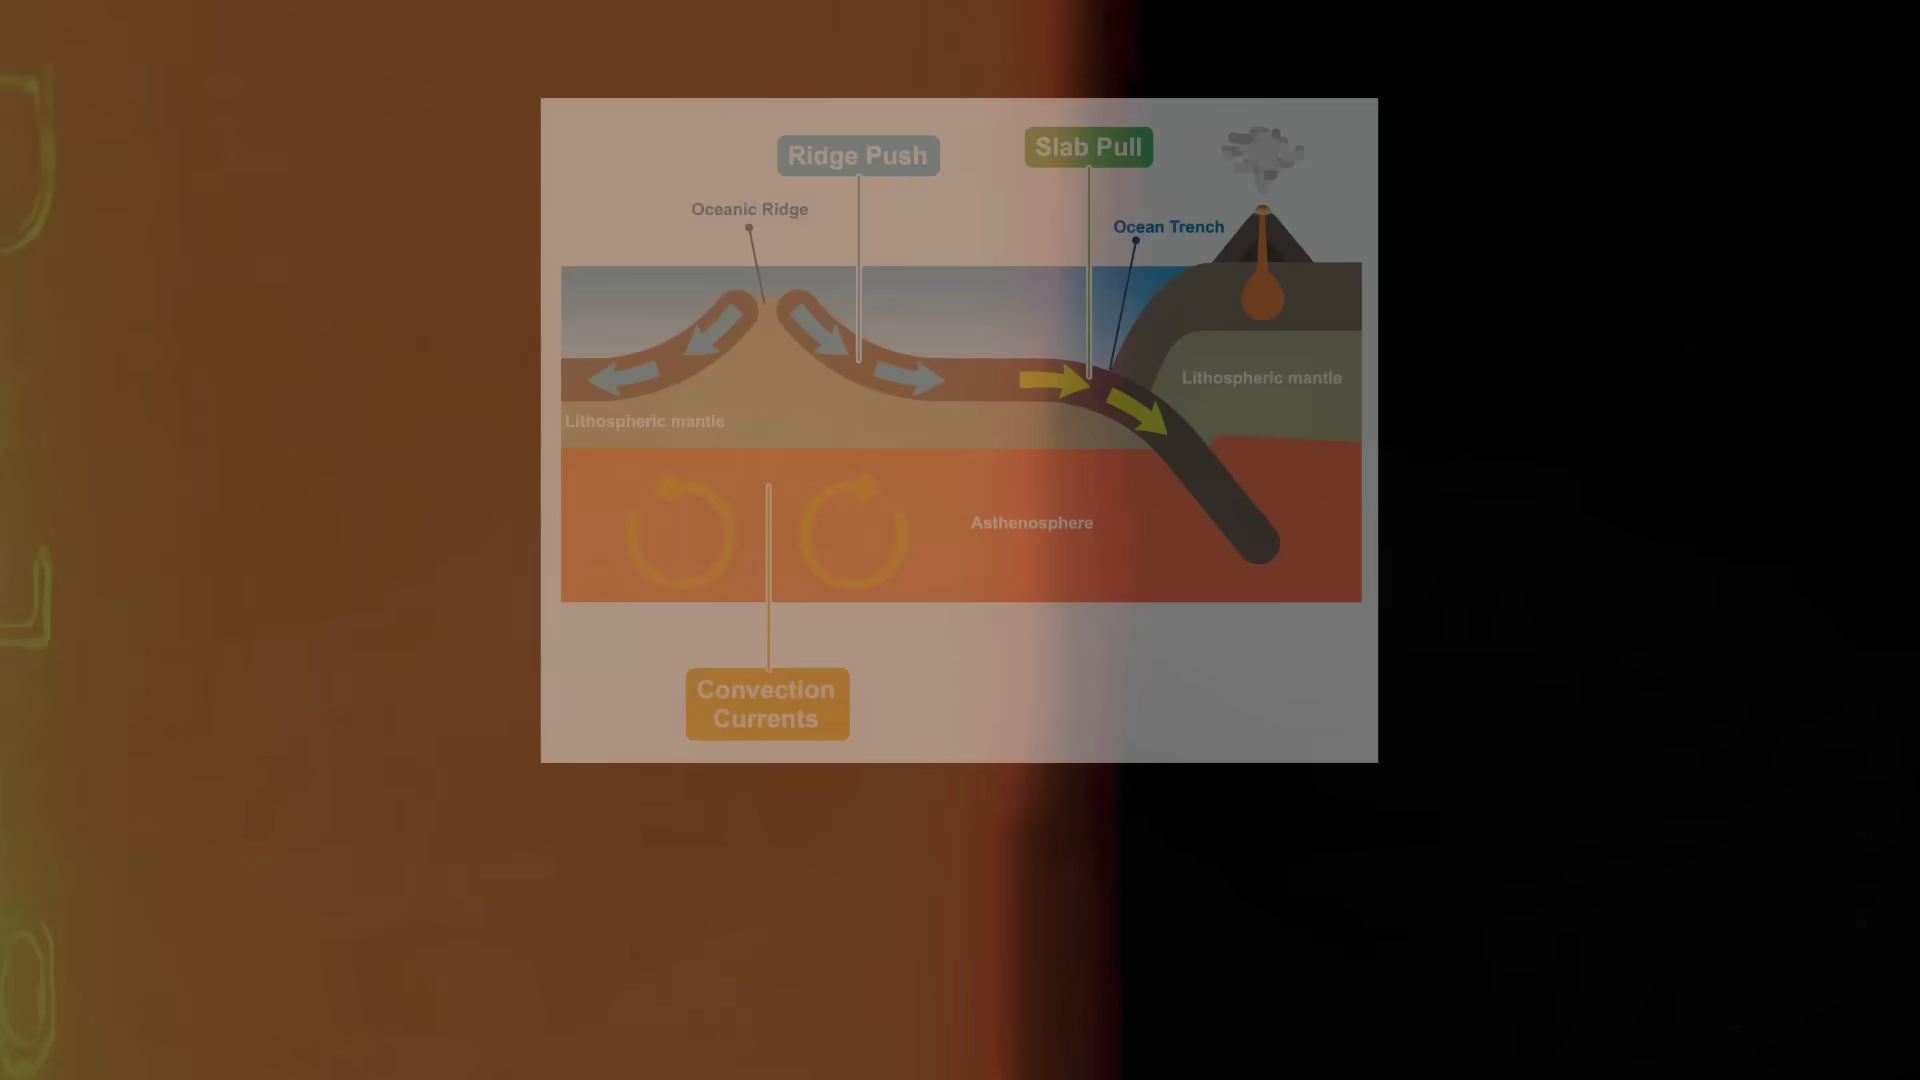 Ridge Push
Slab Pull
Oceanic Ridge
Ocean Trench
Lithospheric mantle
Lithospheric mantle
Asthenosphere
Convection
Currents